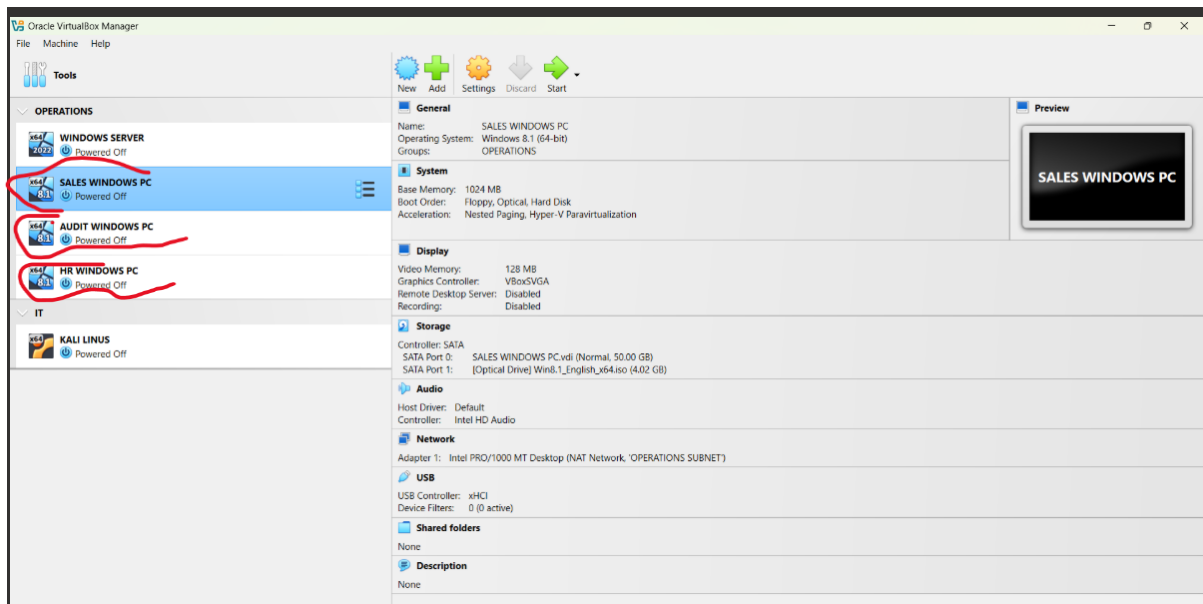 Oracle VirtualBox Manager
File Machine Help
Tools
New Add Settings Discard Start
OPERATIONS
x64 2022 WINDOWS SERVER
Powered Off
x64 8.1 SALES WINDOWS PC
Powered Off
x64 8.1 AUDIT WINDOWS PC
Powered Off
x64 8.1 HR WINDOWS PC
Powered Off
IT
x64 KALI LINUS
Powered Off
General
Name: SALES WINDOWS PC
Operating System: Windows 8.1 (64-bit)
Groups: OPERATIONS
System
Base Memory: 1024 MB
Boot Order: Floppy, Optical, Hard Disk
Acceleration: Nested Paging, Hyper-V Paravirtualization
Display
Video Memory: 128 MB
Graphics Controller: VBoxSVGA
Remote Desktop Server: Disabled
Recording: Disabled
Storage
Controller: SATA
SATA Port 0: SALES WINDOWS PC.vdi (Normal, 50.00 GB)
SATA Port 1: [Optical Drive] Win8.1_English_x64.iso (4.02 GB)
Audio
Host Driver: Default
Controller: Intel HD Audio
Network
Adapter 1: Intel PRO/1000 MT Desktop (NAT Network, 'OPERATIONS SUBNET')
USB
USB Controller: xHCI
Device Filters: 0 (0 active)
Shared folders
None
Description
None
Preview
SALES WINDOWS PC